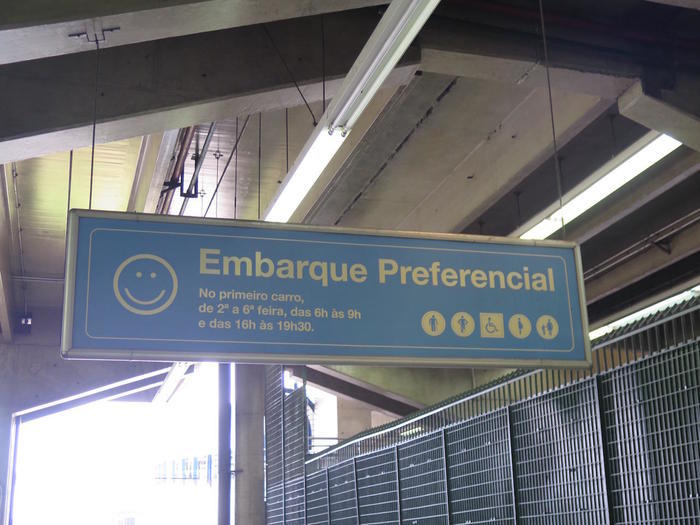 Embarque Preferencial
No primeiro carro,
de 2ª a 6ª feira, das 6h às 9h
e das 16h às 19h30.